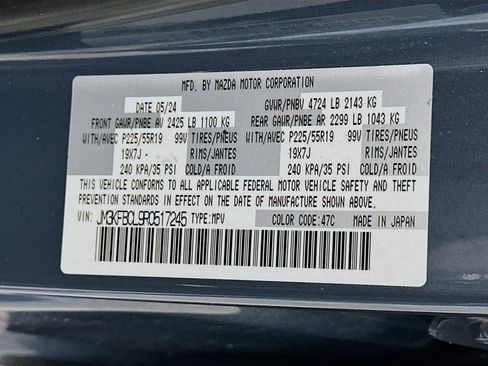 MFD. BY MAZDA MOTOR CORPORATION
DATE 05/24 GVWR/PNBV 4724 LB 2143 KG
FRONT GAWR/PNBE AV 2425 LB 1100 KG REAR GAWR/PNBE AR 2299 LB 1043 KG
WITH/AVEC P225/55R19 99V TIRES/PNEUS WITH/AVEC P225/55R19 99V TIRES/PNEUS
19X7J - RIMS/JANTES 19X7J - RIMS/JANTES
240 KPA/35 PSI COLD/A FROID 240 KPA/35 PSI COLD/A FROID
THIS VEHICLE CONFORMS TO ALL APPLICABLE FEDERAL MOTOR VEHICLE SAFETY AND THEFT
PREVENTION STANDARDS IN EFFECT ON THE DATE OF MANUFACTURE SHOWN ABOVE.
VIN: JM3KFBCL9R0517245 TYPE:MPV COLOR CODE:47C MADE IN JAPAN